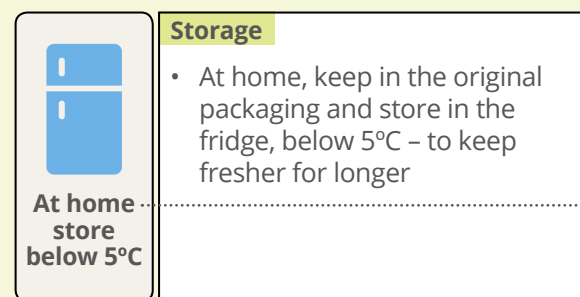 Storage
• At home, keep in the original
packaging and store in the
fridge, below 5ºC – to keep
fresher for longer
At home
store
below 5ºC